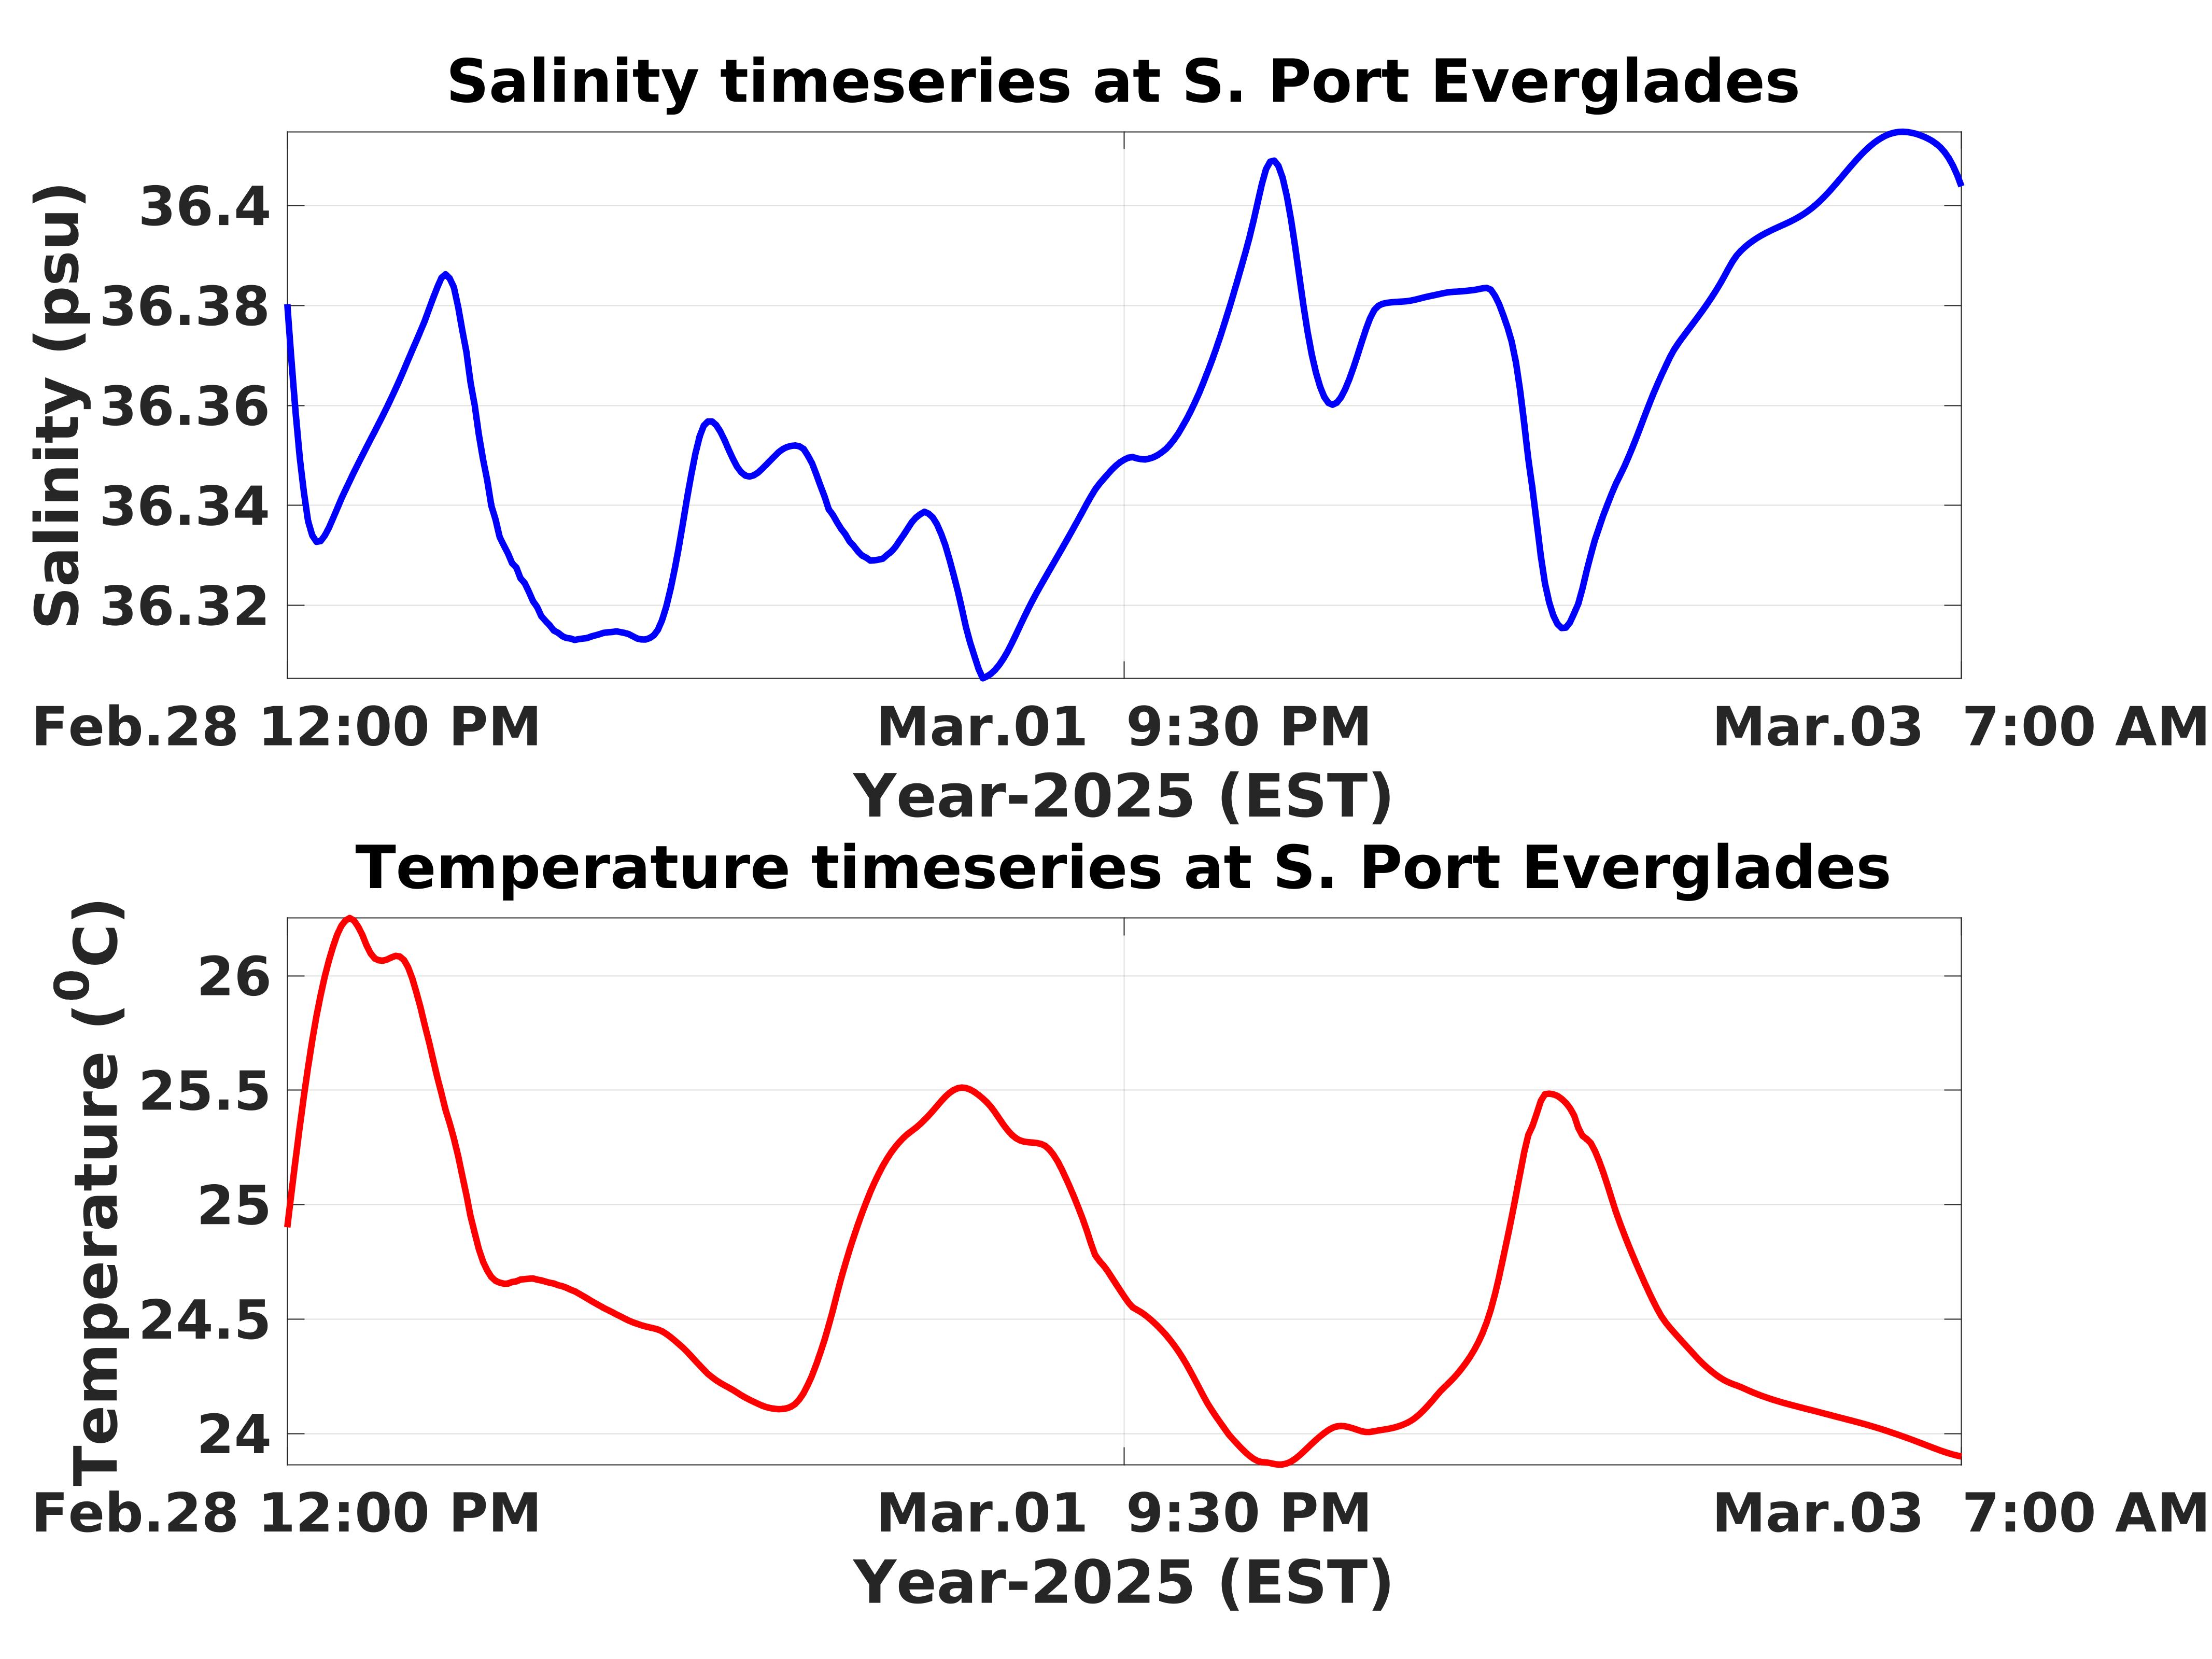 Salinity timeseries at S. Port Everglades
Salinity (psu)
36.4
36.38
36.36
36.34
36.32
Feb.28 12:00 PM Mar.01 9:30 PM Mar.03 7:00 AM
Year-2025 (EST)
Temperature timeseries at S. Port Everglades
Temperature (⁰C)
26
25.5
25
24.5
24
Feb.28 12:00 PM Mar.01 9:30 PM Mar.03 7:00 AM
Year-2025 (EST)